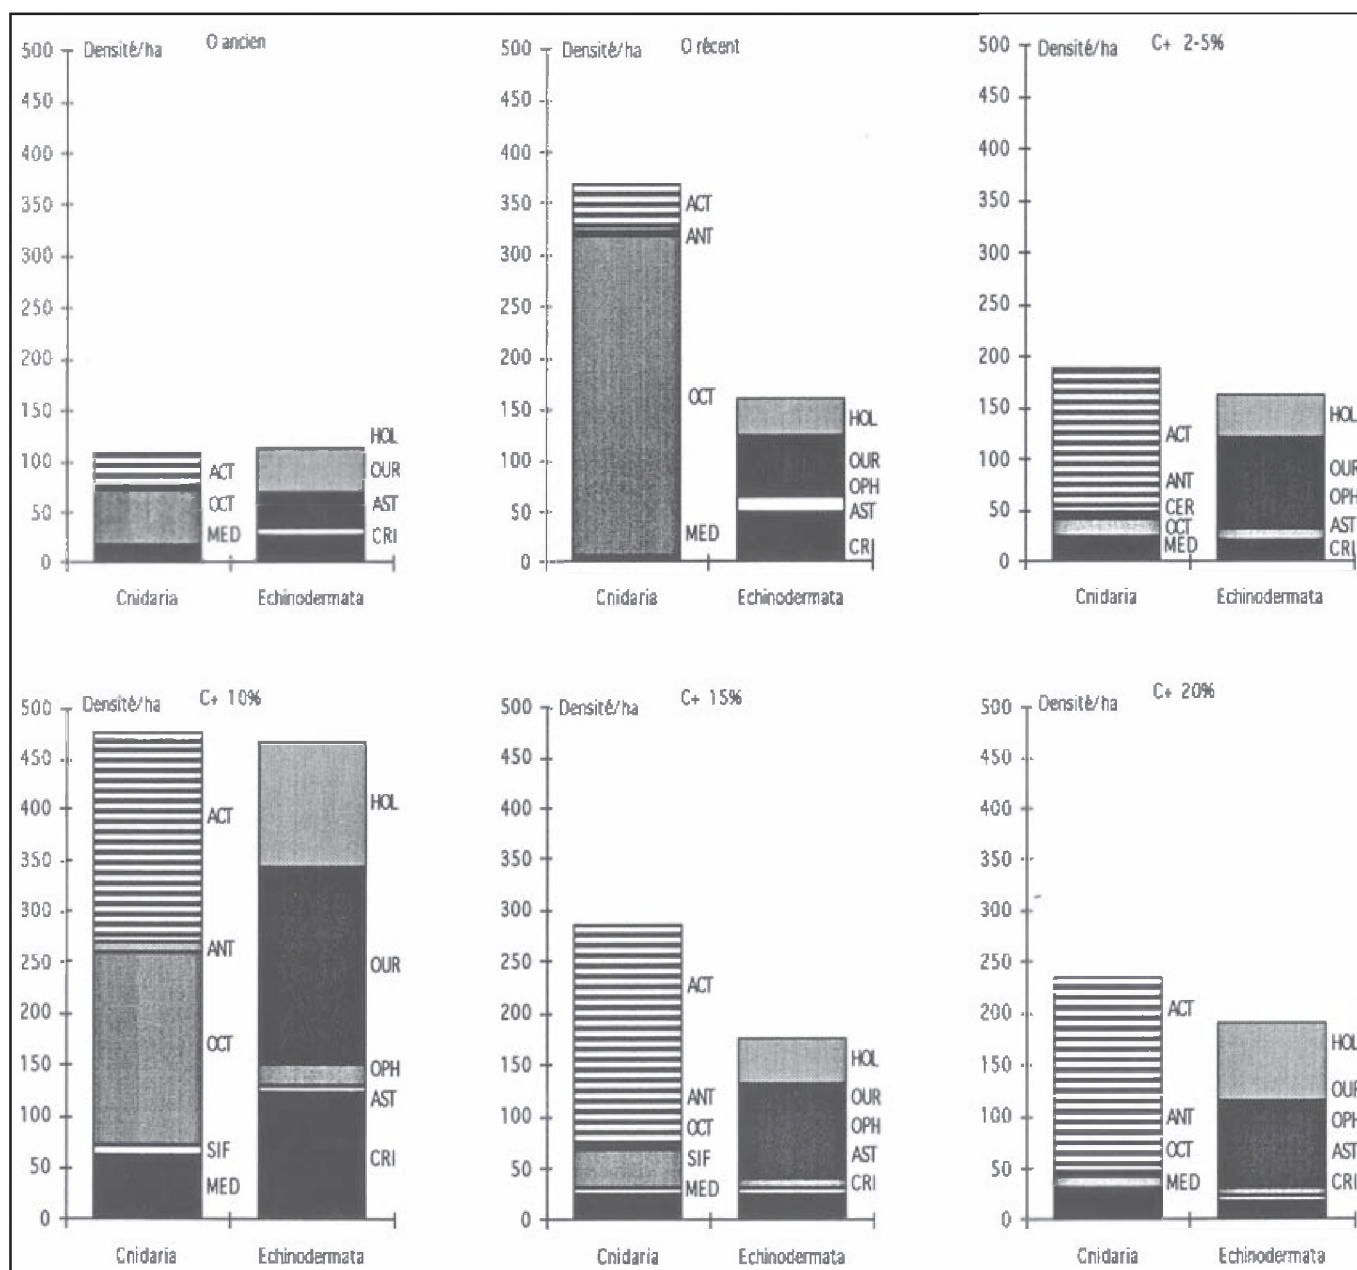 Densité/ha O ancien
500
450
400
350
300
250
200
150
100
50
0
HOL
ACT OUR
OCT AST
MED CRI
Cnidaria Echinodermata
Densité/ha O récent
500
450
400
350
300
250
200
150
100
50
0
ACT
ANT
OCT
MED
HOL
OUR
OPH
AST
CRI
Cnidaria Echinodermata
Densité/ha C+ 2-5%
500
450
400
350
300
250
200
150
100
50
0
ACT
ANT
CER
OCT
MED
HOL
OUR
OPH
AST
CRI
Cnidaria Echinodermata
Densité/ha C+ 10%
500
450
400
350
300
250
200
150
100
50
0
ACT
ANT
OCT
SIF
MED
HOL
OUR
OPH
AST
CRI
Cnidaria Echinodermata
Densité/ha C+ 15%
500
450
400
350
300
250
200
150
100
50
0
ACT
ANT
OCT
SIF
MED
HOL
OUR
OPH
AST
CRI
Cnidaria Echinodermata
Densité/ha C+ 20%
500
450
400
350
300
250
200
150
100
50
0
ACT
ANT
OCT
MED
HOL
OUR
OPH
AST
CRI
Cnidaria Echinodermata